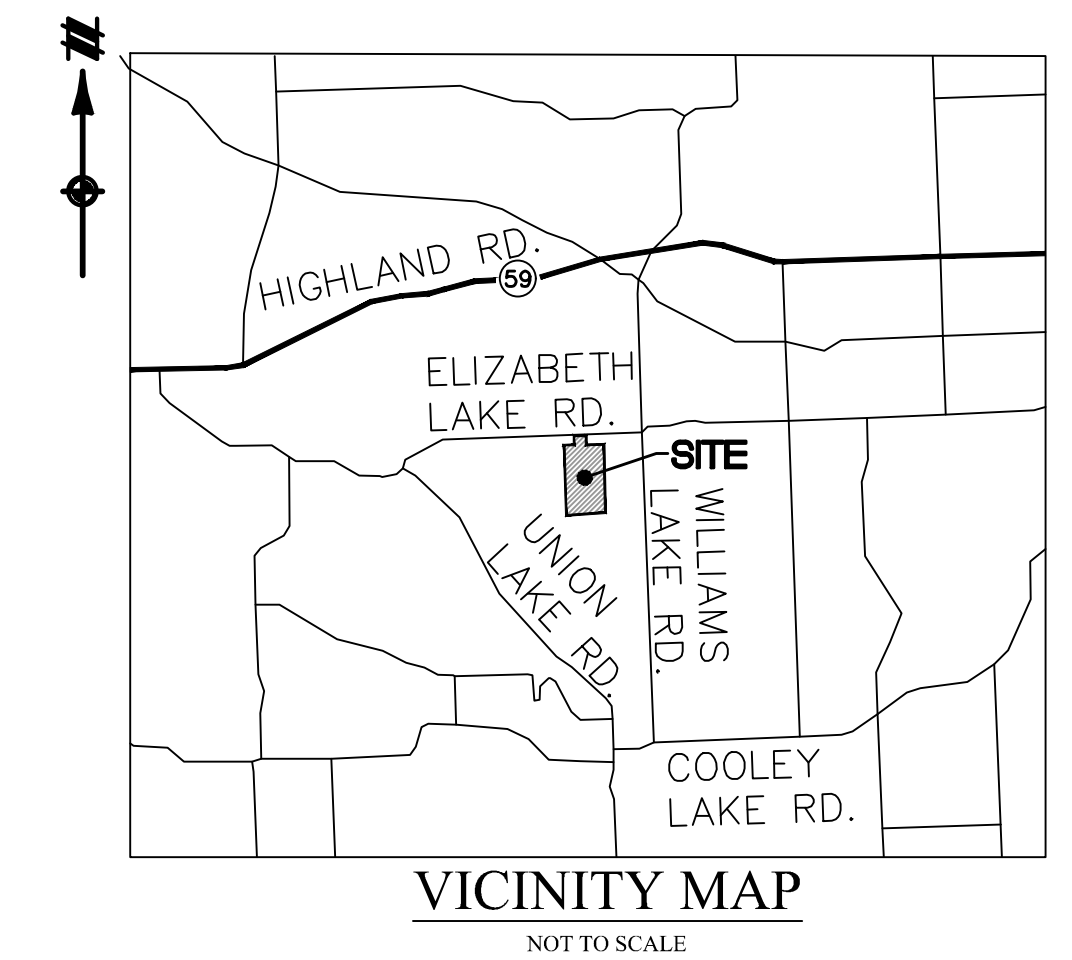 N
HIGHLAND RD.
59
ELIZABETH
LAKE RD.
SITE
UNION
LAKE RD.
WILLIAMS
LAKE RD.
COOLEY
LAKE RD.
VICINITY MAP
NOT TO SCALE